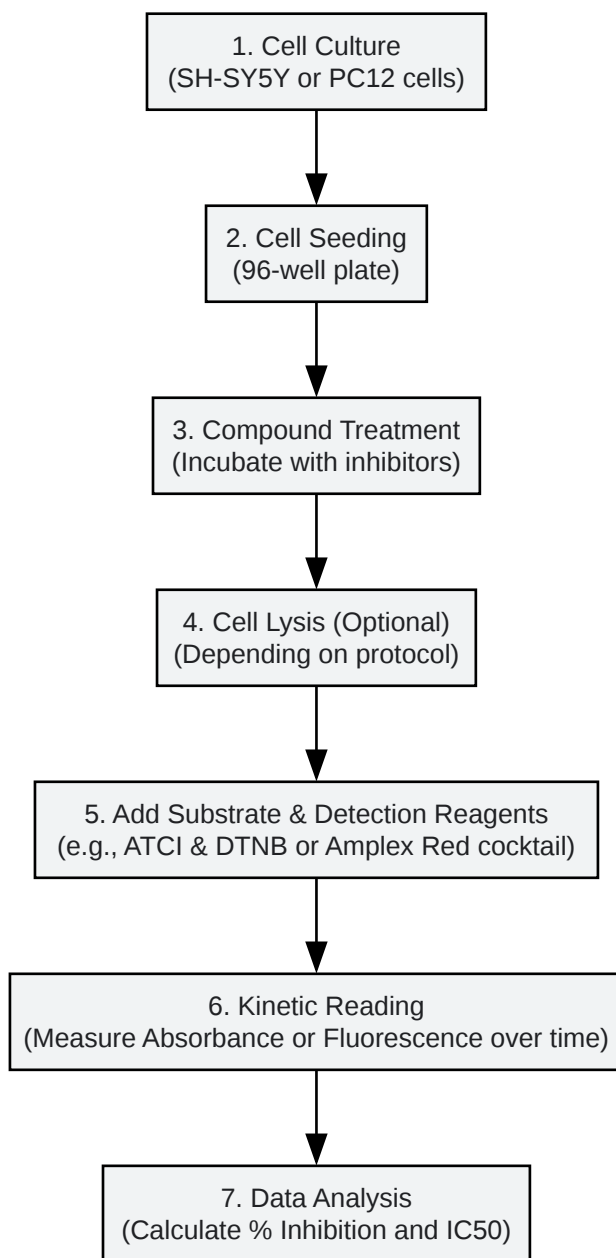 1. Cell Culture
(SH-SY5Y or PC12 cells)
2. Cell Seeding
(96-well plate)
3. Compound Treatment
(Incubate with inhibitors)
4. Cell Lysis (Optional)
(Depending on protocol)
5. Add Substrate & Detection Reagents
(e.g., ATCI & DTNB or Amplex Red cocktail)
6. Kinetic Reading
(Measure Absorbance or Fluorescence over time)
7. Data Analysis
(Calculate % Inhibition and IC50)